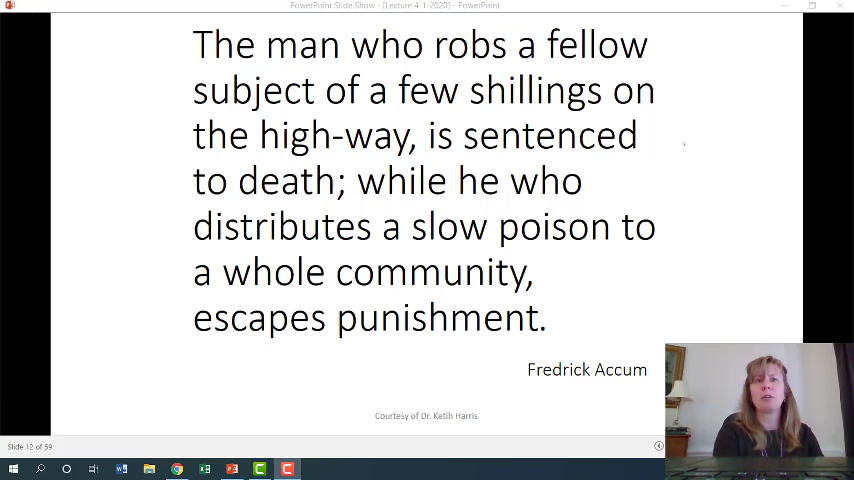 PowerPoint Slide Show - [Lecture 4-1-2020] - PowerPoint
The man who robs a fellow
subject of a few shillings on
the high-way, is sentenced
to death; while he who
distributes a slow poison to
a whole community,
escapes punishment.
Fredrick Accum
Courtesy of Dr. Ketih Harris
Slide 12 of 59